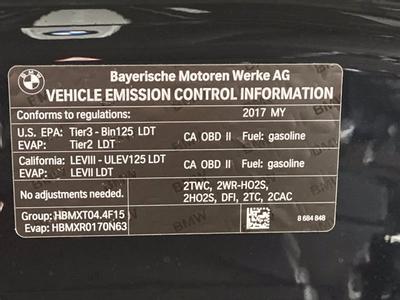 BMW
Bayerische Motoren Werke AG
VEHICLE EMISSION CONTROL INFORMATION
Conforms to regulations: 2017 MY
U.S. EPA: Tier3 - Bin125 LDT CA OBD II Fuel: gasoline
EVAP: Tier2 LDT
California: LEVIII - ULEV125 LDT CA OBD II Fuel: gasoline
EVAP: LEVII LDT
No adjustments needed. 2TWC, 2WR-HO2S,
2HO2S, DFI, 2TC, 2CAC
Group: HBMXT04.4F15
Evap: HBMXR0170N63 8 684 848